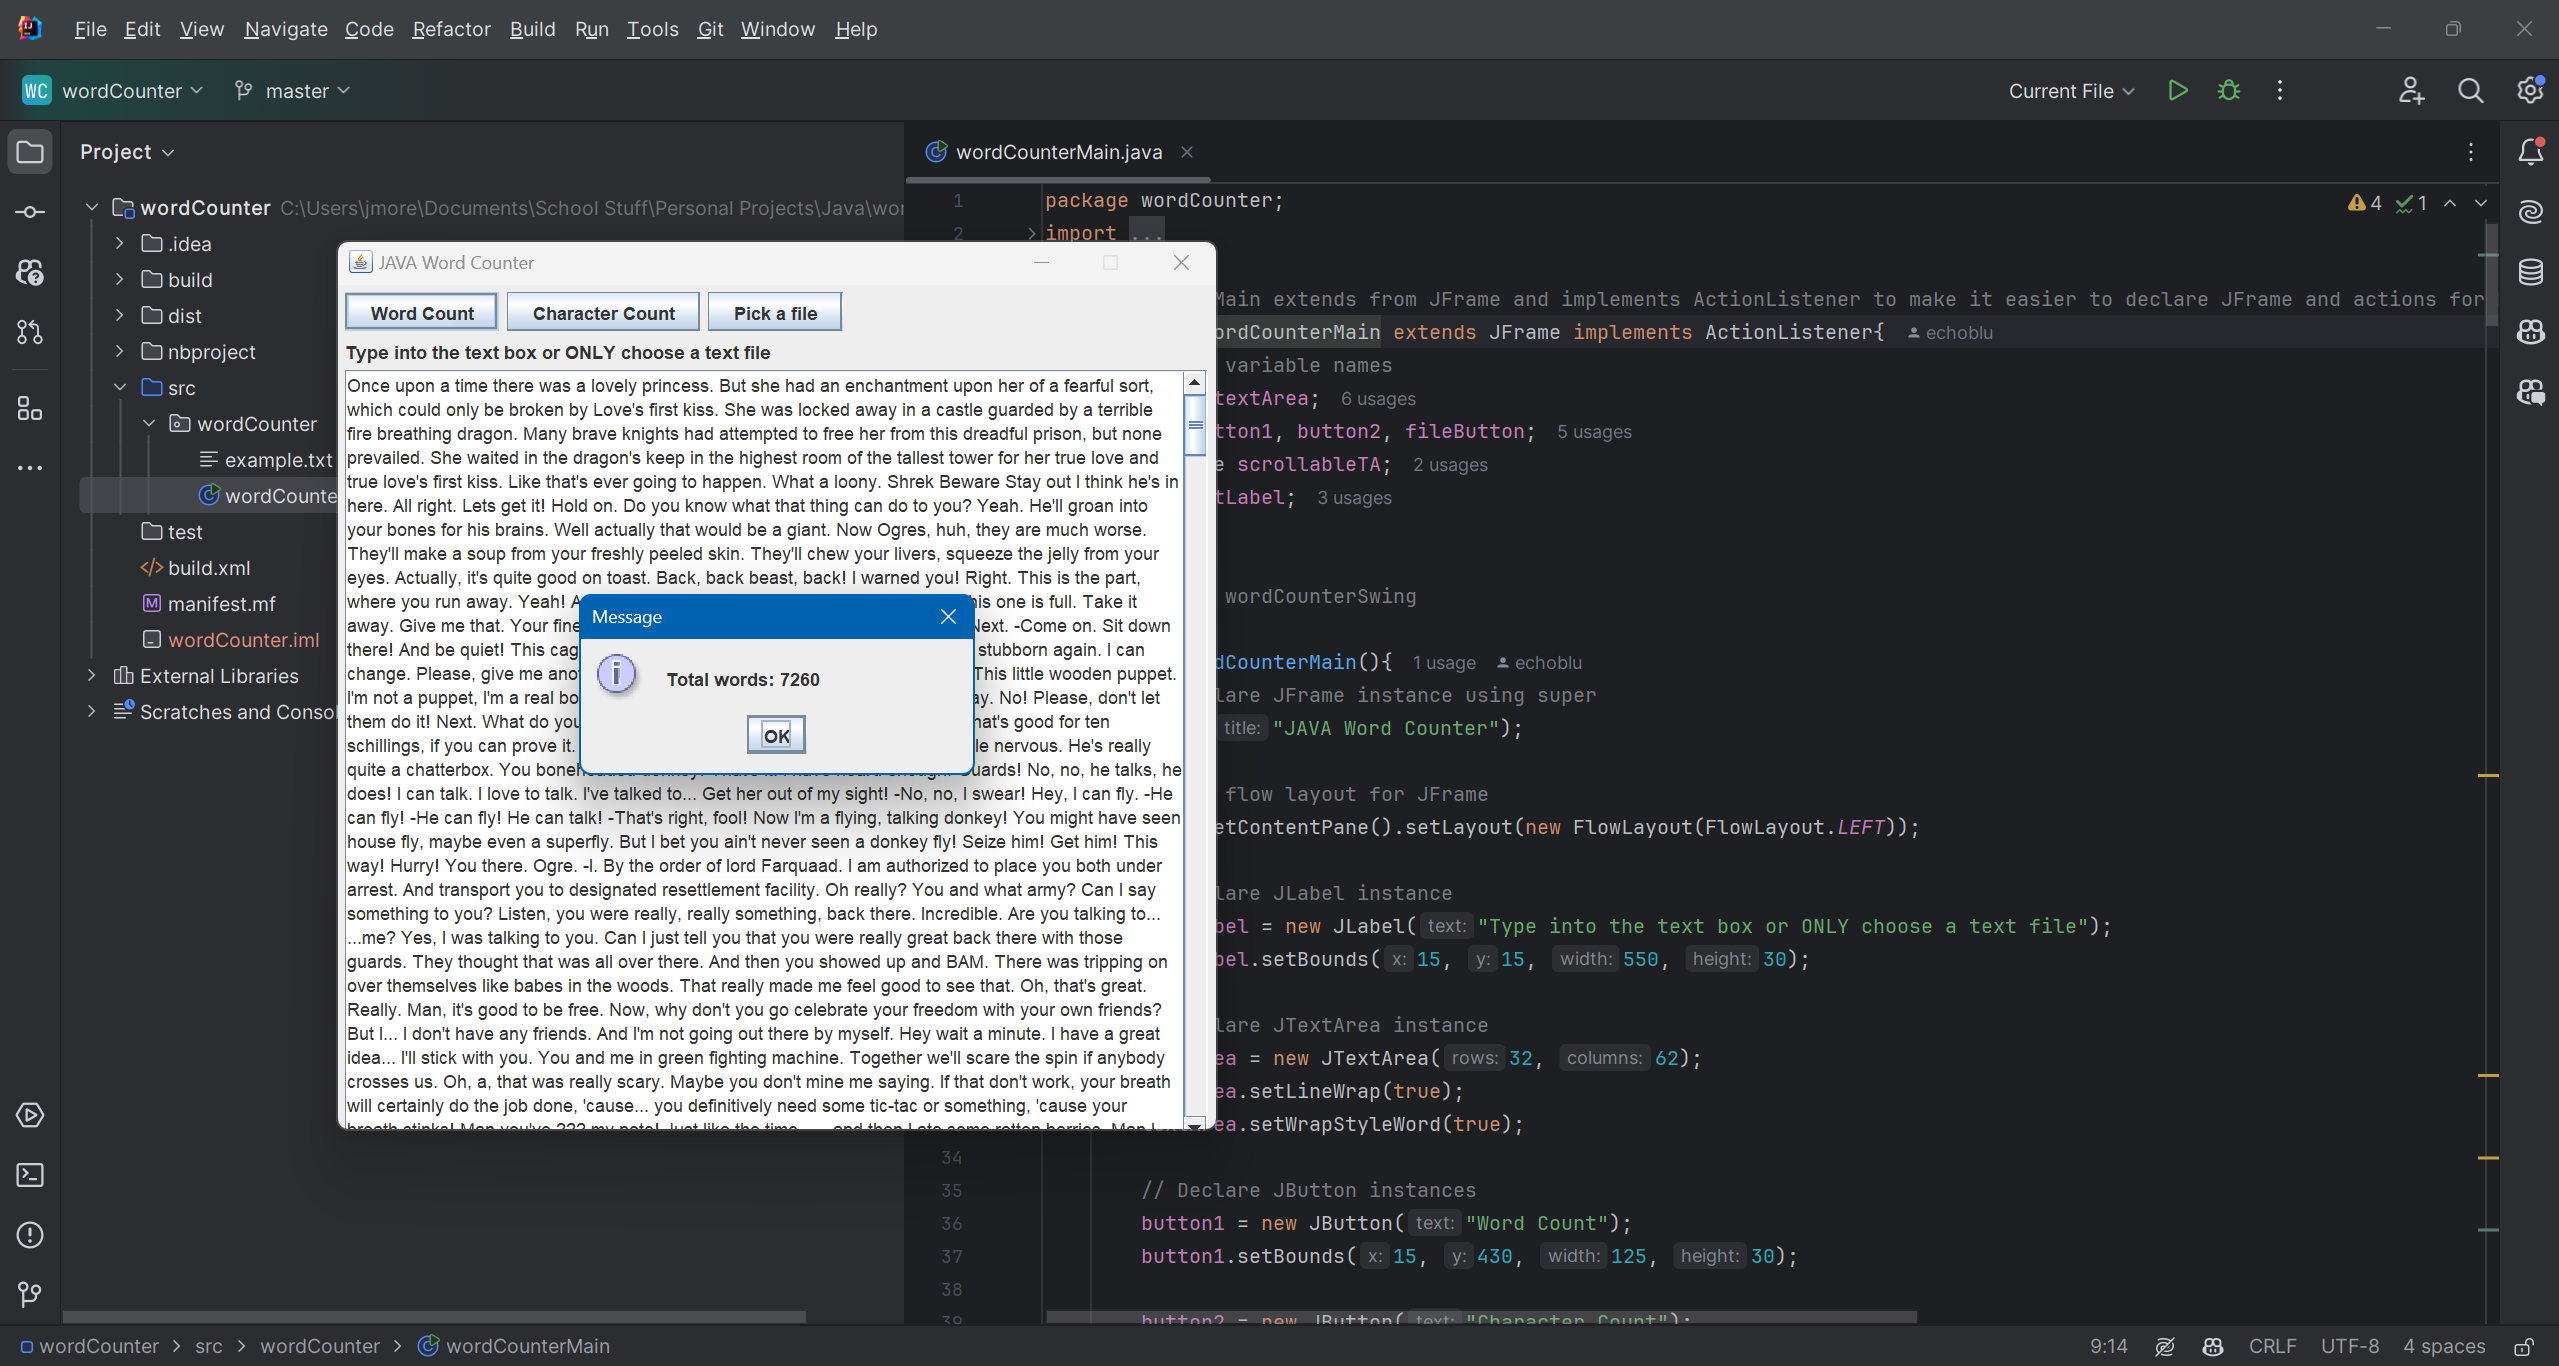 File Edit View Navigate Code Refactor Build Run Tools Git Window Help
WC wordCounter master Current File
Project
wordCounter C:\Users\jmore\Documents\School Stuff\Personal Projects\Java\wor
.idea
build
dist
nbproject
src
wordCounter
example.txt
wordCounte
test
build.xml
manifest.mf
wordCounter.iml
External Libraries
Scratches and Conso
JAVA Word Counter
Word Count Character Count Pick a file
Type into the text box or ONLY choose a text file
Once upon a time there was a lovely princess. But she had an enchantment upon her of a fearful sort,
which could only be broken by Love's first kiss. She was locked away in a castle guarded by a terrible
fire breathing dragon. Many brave knights had attempted to free her from this dreadful prison, but none
prevailed. She waited in the dragon's keep in the highest room of the tallest tower for her true love and
true love's first kiss. Like that's ever going to happen. What a loony. Shrek Beware Stay out I think he's in
here. All right. Lets get it! Hold on. Do you know what that thing can do to you? Yeah. He'll groan into
your bones for his brains. Well actually that would be a giant. Now Ogres, huh, they are much worse.
They'll make a soup from your freshly peeled skin. They'll chew your livers, squeeze the jelly from your
eyes. Actually, it's quite good on toast. Back, back beast, back! I warned you! Right. This is the part,
where you run away. Yeah! A his one is full. Take it
away. Give me that. Your fine Next. -Come on. Sit down
there! And be quiet! This cag stubborn again. I can
change. Please, give me ano This little wooden puppet.
I'm not a puppet, I'm a real bo ay. No! Please, don't let
them do it! Next. What do you hat's good for ten
schillings, if you can prove it. le nervous. He's really
quite a chatterbox. You bonehe uards! No, no, he talks, he
does! I can talk. I love to talk. I've talked to... Get her out of my sight! -No, no, I swear! Hey, I can fly. -He
can fly! -He can fly! He can talk! -That's right, fool! Now I'm a flying, talking donkey! You might have seen
house fly, maybe even a superfly. But I bet you ain't never seen a donkey fly! Seize him! Get him! This
way! Hurry! You there. Ogre. -I. By the order of lord Farquaad. I am authorized to place you both under
arrest. And transport you to designated resettlement facility. Oh really? You and what army? Can I say
something to you? Listen, you were really, really something, back there. Incredible. Are you talking to...
...me? Yes, I was talking to you. Can I just tell you that you were really great back there with those
guards. They thought that was all over there. And then you showed up and BAM. There was tripping on
over themselves like babes in the woods. That really made me feel good to see that. Oh, that's great.
Really. Man, it's good to be free. Now, why don't you go celebrate your freedom with your own friends?
But I... I don't have any friends. And I'm not going out there by myself. Hey wait a minute. I have a great
idea... I'll stick with you. You and me in green fighting machine. Together we'll scare the spin if anybody
crosses us. Oh, a, that was really scary. Maybe you don't mine me saying. If that don't work, your breath
will certainly do the job done, 'cause... you definitively need some tic-tac or something, 'cause your
Message
Total words: 7260
OK
wordCounterMain.java
4 1
1 package wordCounter;
2 import ...
Main extends from JFrame and implements ActionListener to make it easier to declare JFrame and actions for
ordCounterMain extends JFrame implements ActionListener{ echoblu
variable names
textArea; 6 usages
tton1, button2, fileButton; 5 usages
e scrollableTA; 2 usages
tLabel; 3 usages
wordCounterSwing
dCounterMain(){ 1 usage echoblu
lare JFrame instance using super
title: "JAVA Word Counter");
flow layout for JFrame
etContentPane().setLayout(new FlowLayout(FlowLayout.LEFT));
lare JLabel instance
bel = new JLabel( text: "Type into the text box or ONLY choose a text file");
bel.setBounds( x: 15, y: 15, width: 550, height: 30);
lare JTextArea instance
ea = new JTextArea( rows: 32, columns: 62);
ea.setLineWrap(true);
ea.setWrapStyleWord(true);
34
35 // Declare JButton instances
36 button1 = new JButton( text: "Word Count");
37 button1.setBounds( x: 15, y: 430, width: 125, height: 30);
38
39 button2 = new JButton( text: "Character Count");
wordCounter > src > wordCounter > wordCounterMain
9:14 CRLF UTF-8 4 spaces